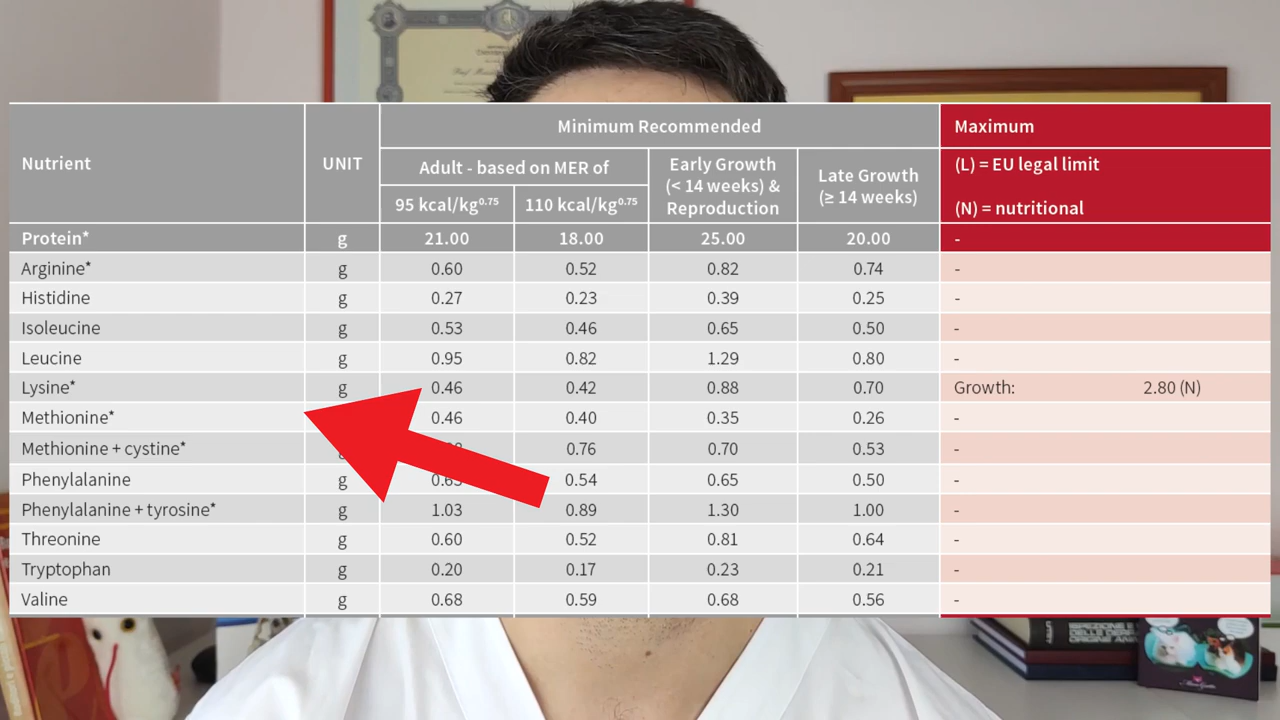 Nutrient UNIT Minimum Recommended Maximum
Adult - based on MER of Early Growth (< 14 weeks) & Reproduction Late Growth (≥ 14 weeks) (L) = EU legal limit
95 kcal/kg⁰·⁷⁵ 110 kcal/kg⁰·⁷⁵ (N) = nutritional
Protein* g 21.00 18.00 25.00 20.00 -
Arginine* g 0.60 0.52 0.82 0.74 -
Histidine g 0.27 0.23 0.39 0.25 -
Isoleucine g 0.53 0.46 0.65 0.50 -
Leucine g 0.95 0.82 1.29 0.80 -
Lysine* g 0.46 0.42 0.88 0.70 Growth: 2.80 (N)
Methionine* 0.46 0.40 0.35 0.26 -
Methionine + cystine* 0.76 0.70 0.53 -
Phenylalanine g 0.54 0.65 0.50 -
Phenylalanine + tyrosine* g 1.03 0.89 1.30 1.00 -
Threonine g 0.60 0.52 0.81 0.64 -
Tryptophan g 0.20 0.17 0.23 0.21 -
Valine g 0.68 0.59 0.68 0.56 -